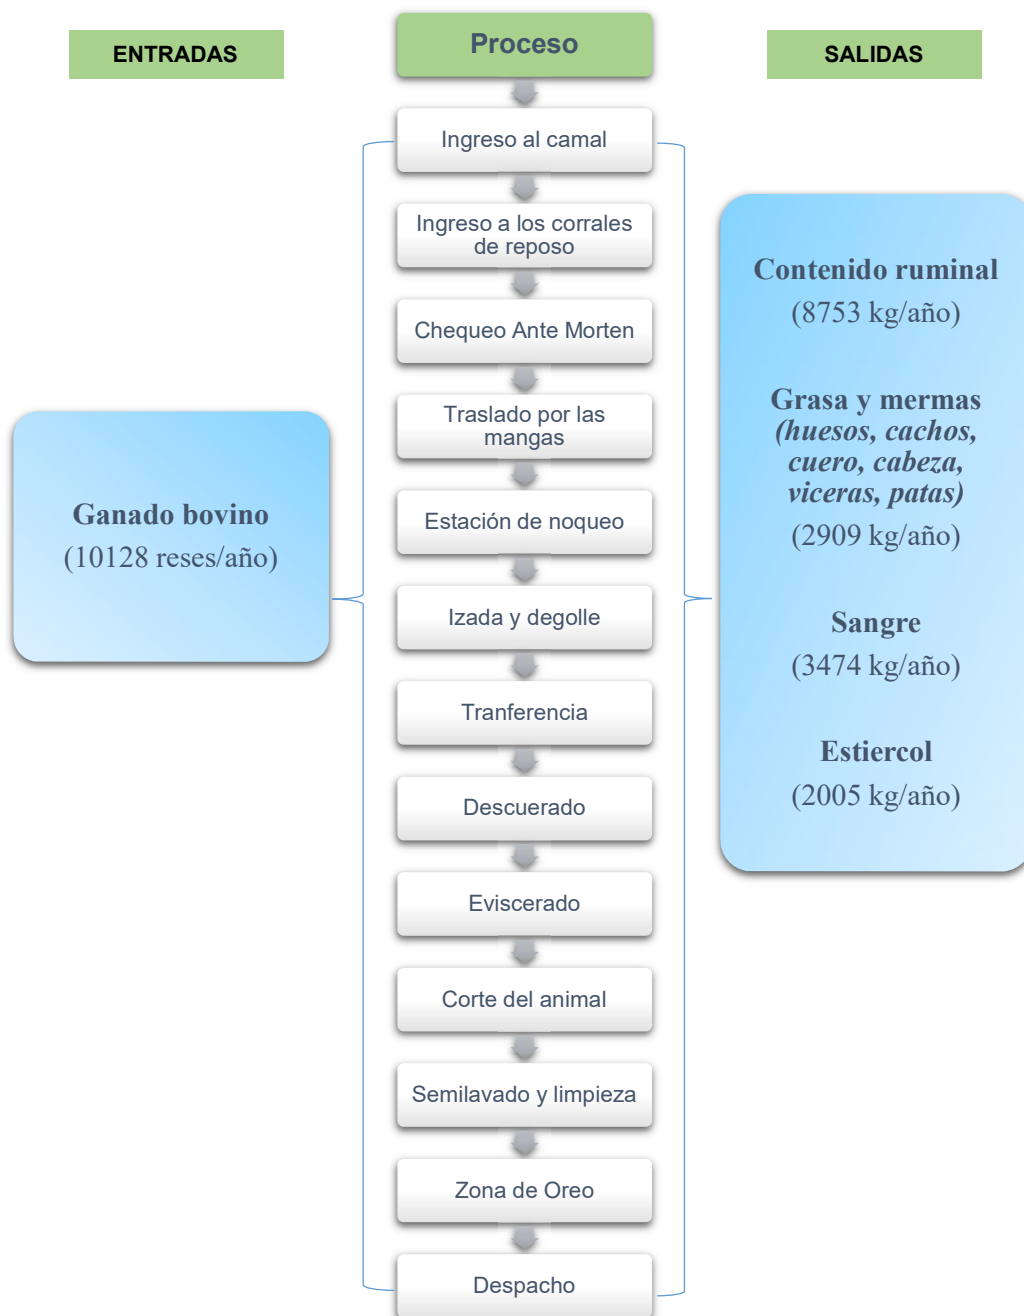 ENTRADAS
Proceso
SALIDAS
Ingreso al camal
Ingreso a los corrales
de reposo
Chequeo Ante Morten
Traslado por las
mangas
Estación de noqueo
Izada y degolle
Tranferencia
Descuerado
Eviscerado
Corte del animal
Semilavado y limpieza
Zona de Oreo
Despacho
Ganado bovino
(10128 reses/año)
Contenido ruminal
(8753 kg/año)
Grasa y mermas
(huesos, cachos,
cuero, cabeza,
viceras, patas)
(2909 kg/año)
Sangre
(3474 kg/año)
Estiercol
(2005 kg/año)